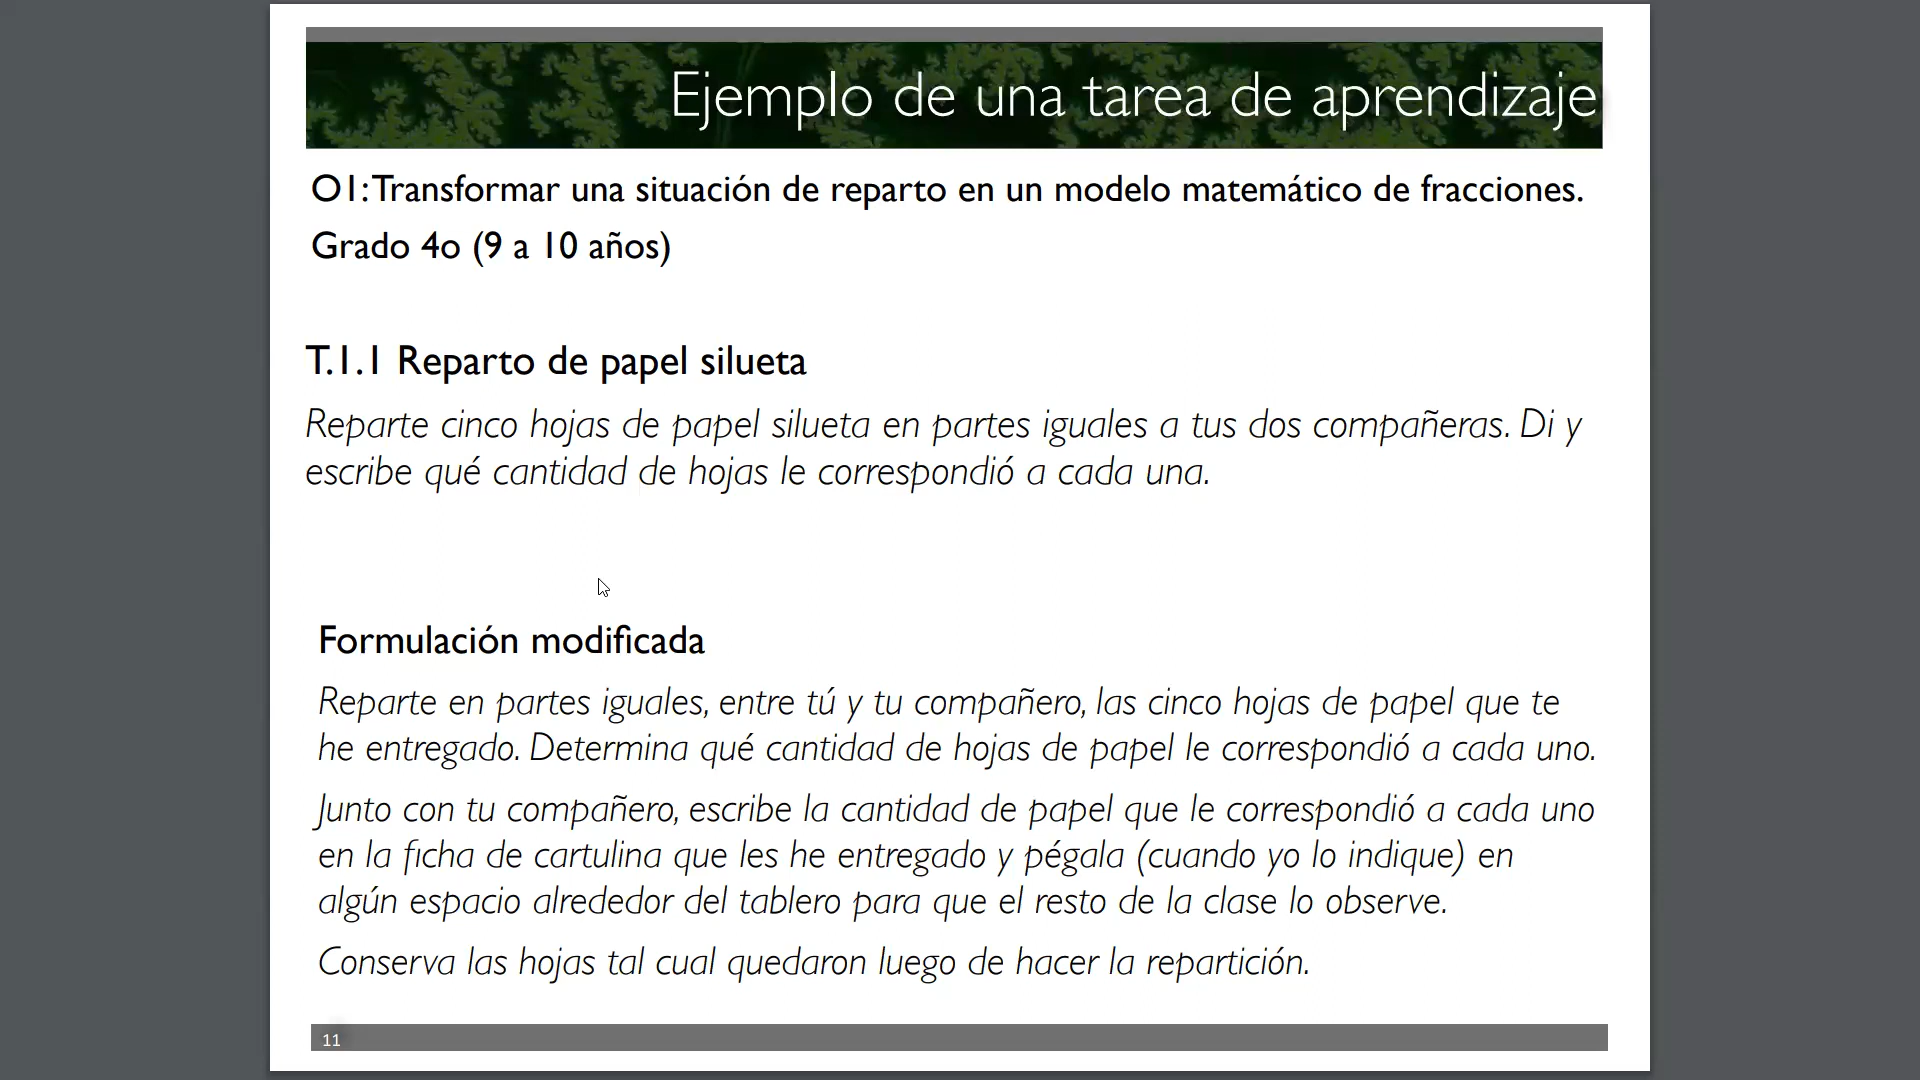 Ejemplo de una tarea de aprendizaje
O1: Transformar una situación de reparto en un modelo matemático de fracciones.
Grado 4o (9 a 10 años)
T.1.1 Reparto de papel silueta
Reparte cinco hojas de papel silueta en partes iguales a tus dos compañeras. Di y
escribe qué cantidad de hojas le correspondió a cada una.
Formulación modificada
Reparte en partes iguales, entre tú y tu compañero, las cinco hojas de papel que te
he entregado. Determina qué cantidad de hojas de papel le correspondió a cada uno.
Junto con tu compañero, escribe la cantidad de papel que le correspondió a cada uno
en la ficha de cartulina que les he entregado y pégala (cuando yo lo indique) en
algún espacio alrededor del tablero para que el resto de la clase lo observe.
Conserva las hojas tal cual quedaron luego de hacer la repartición.
11